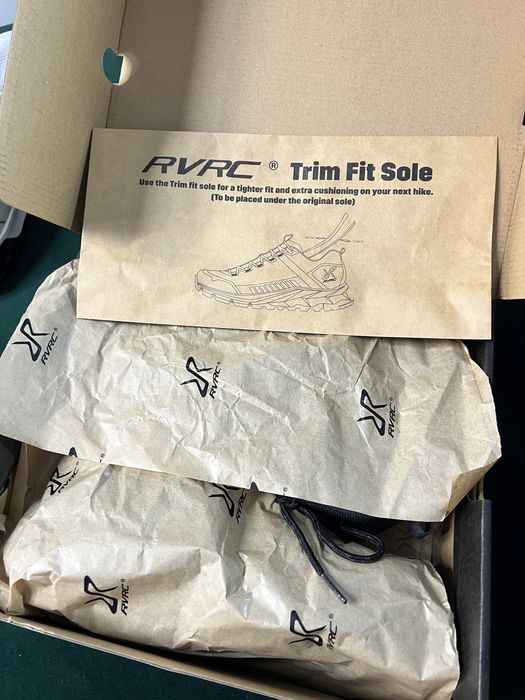 RVRC ® Trim Fit Sole
Use the Trim fit sole for a tighter fit and extra cushioning on your next hike.
(To be placed under the original sole)
RVRC®
RVRC®
RVRC®
RVRC®
RVRC®
RVRC®
RVRC®